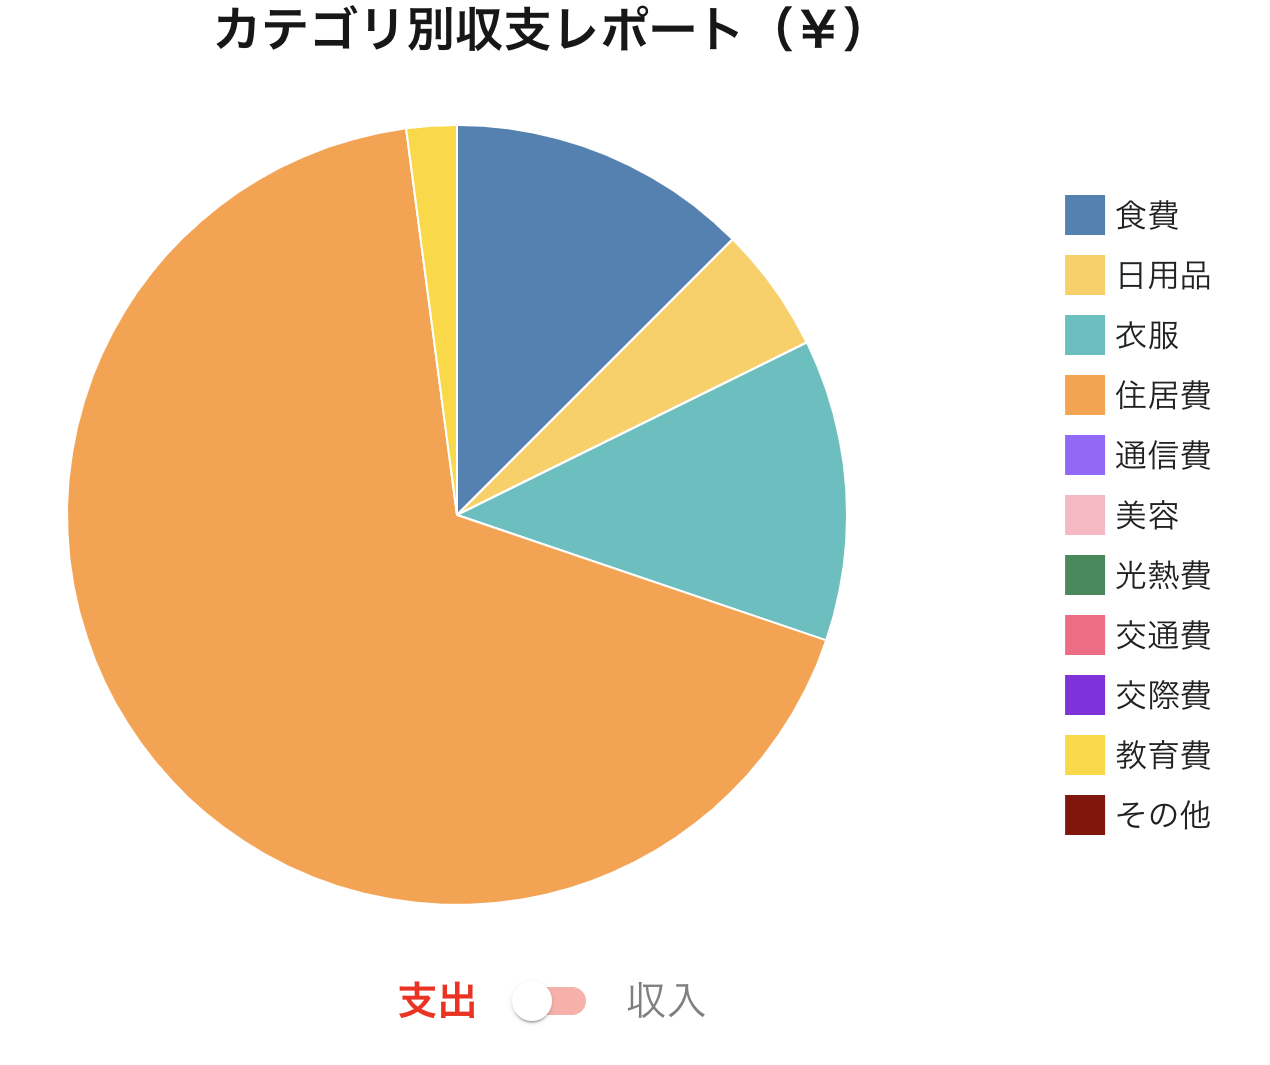 カテゴリ別収支レポート（￥）
食費
日用品
衣服
住居費
通信費
美容
光熱費
交通費
交際費
教育費
その他
支出 収入